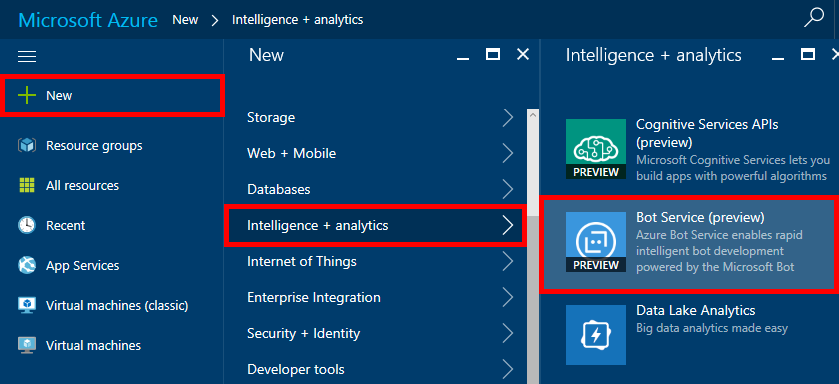 Microsoft Azure New > Intelligence + analytics
New
Resource groups
All resources
Recent
App Services
Virtual machines (classic)
Virtual machines
New
Storage
Web + Mobile
Databases
Intelligence + analytics
Internet of Things
Enterprise Integration
Security + Identity
Developer tools
Intelligence + analytics
PREVIEW
Cognitive Services APIs
(preview)
Microsoft Cognitive Services lets you
build apps with powerful algorithms
PREVIEW
Bot Service (preview)
Azure Bot Service enables rapid
intelligent bot development
powered by the Microsoft Bot
Data Lake Analytics
Big data analytics made easy